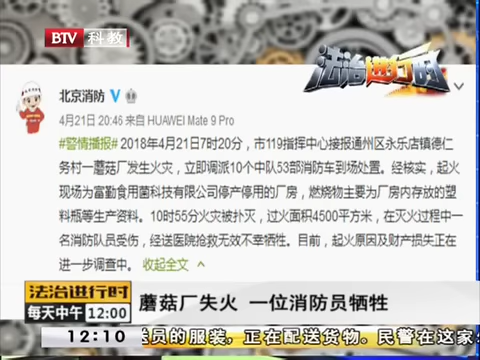 BTV 科教
法治进行时
北京消防
4月21日 20:46 来自 HUAWEI Mate 9 Pro
#警情播报# 2018年4月21日7时20分，市119指挥中心接报通州区永乐店镇德仁
务村一蘑菇厂发生火灾，立即调派10个中队53部消防车到场处置。经核实，起火
现场为富勤食用菌科技有限公司停产停用的厂房，燃烧物主要为厂房内存放的塑
料瓶等生产资料。10时55分火灾被扑灭，过火面积4500平方米，在灭火过程中一
名消防队员受伤，经送医院抢救无效不幸牺牲。目前，起火原因及财产损失正在
进一步调查中。 收起全文
法治进行时
每天中午 12:00
蘑菇厂失火 一位消防员牺牲
12:10
送员的服装，正在配送货物。民警在这家